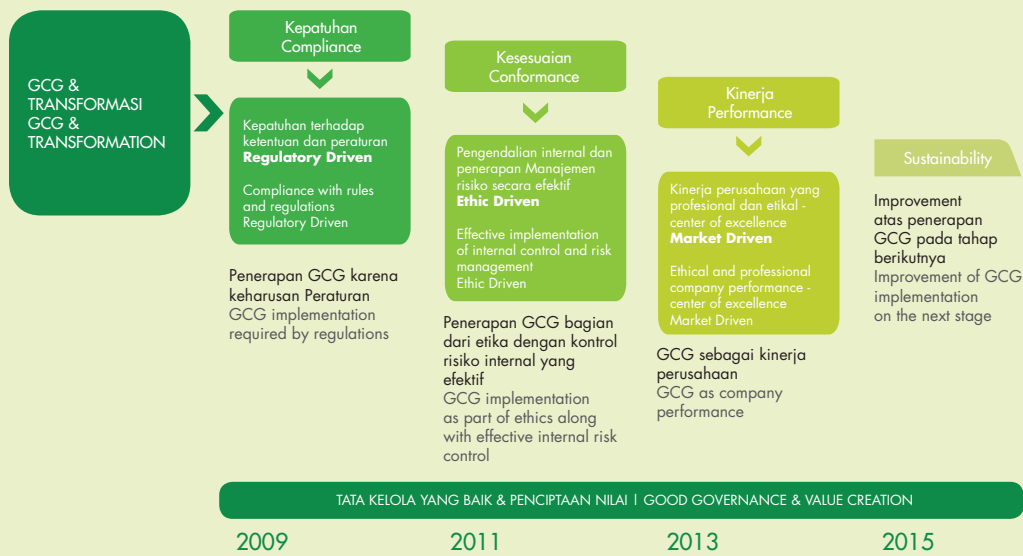 GCG &
TRANSFORMASI
GCG &
TRANSFORMATION
Kepatuhan
Compliance
Kepatuhan terhadap
ketentuan dan peraturan
Regulatory Driven
Compliance with rules
and regulations
Regulatory Driven
Penerapan GCG karena
keharusan Peraturan
GCG implementation
required by regulations
Kesesuaian
Conformance
Pengendalian internal dan
penerapan Manajemen
risiko secara efektif
Ethic Driven
Effective implementation
of internal control and risk
management
Ethic Driven
Penerapan GCG bagian
dari etika dengan kontrol
risiko internal yang
efektif
GCG implementation
as part of ethics along
with effective internal risk
control
Kinerja
Performance
Kinerja perusahaan yang
profesional dan etikal -
center of excellence
Market Driven
Ethical and professional
company performance -
center of excellence
Market Driven
GCG sebagai kinerja
perusahaan
GCG as company
performance
Sustainability
Improvement
atas penerapan
GCG pada tahap
berikutnya
Improvement of GCG
implementation
on the next stage
TATA KELOLA YANG BAIK & PENCIPTAAN NILAI | GOOD GOVERNANCE & VALUE CREATION
2009
2011
2013
2015